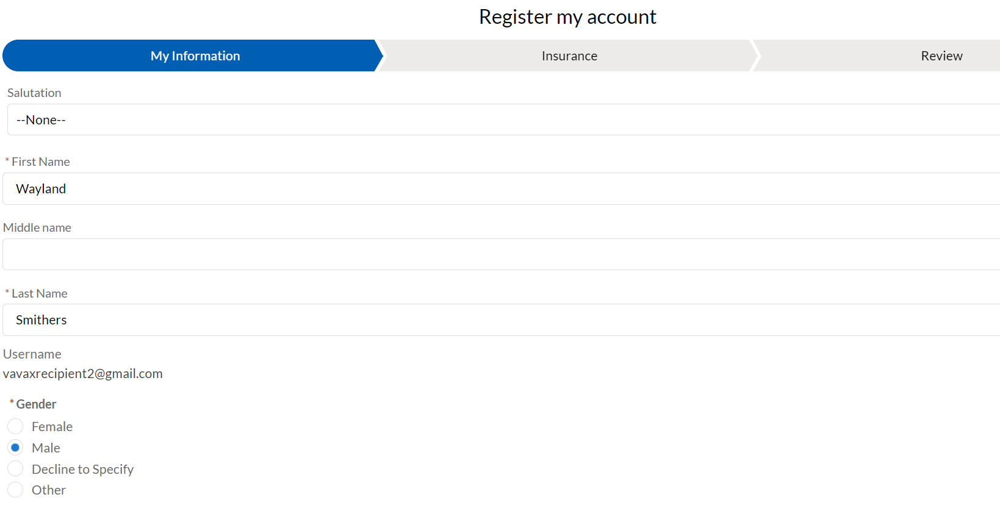 Register my account
My Information
Insurance
Review
Salutation
--None--
* First Name
Wayland
Middle name
* Last Name
Smithers
Username
vavaxrecipient2@gmail.com
* Gender
Female
Male
Decline to Specify
Other